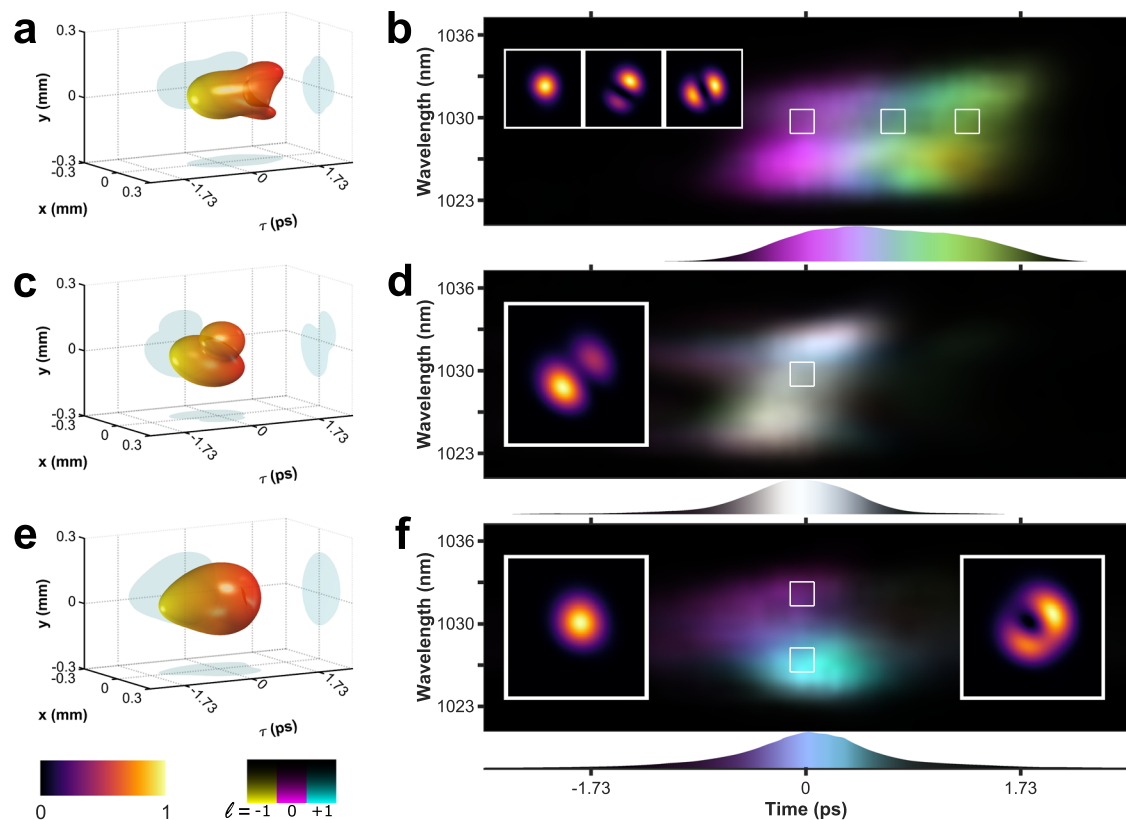 a
0.3
y (mm)
0
-0.3
-0.3
0
0.3
x (mm)
-1.73
0
1.73
τ (ps)
b
Wavelength (nm)
1036
1030
1023
c
0.3
y (mm)
0
-0.3
-0.3
0
0.3
x (mm)
-1.73
0
1.73
τ (ps)
d
Wavelength (nm)
1036
1030
1023
e
0.3
y (mm)
0
-0.3
-0.3
0
0.3
x (mm)
-1.73
0
1.73
τ (ps)
f
Wavelength (nm)
1036
1030
1023
-1.73 0 1.73
Time (ps)
0 1
ℓ = -1 0 +1